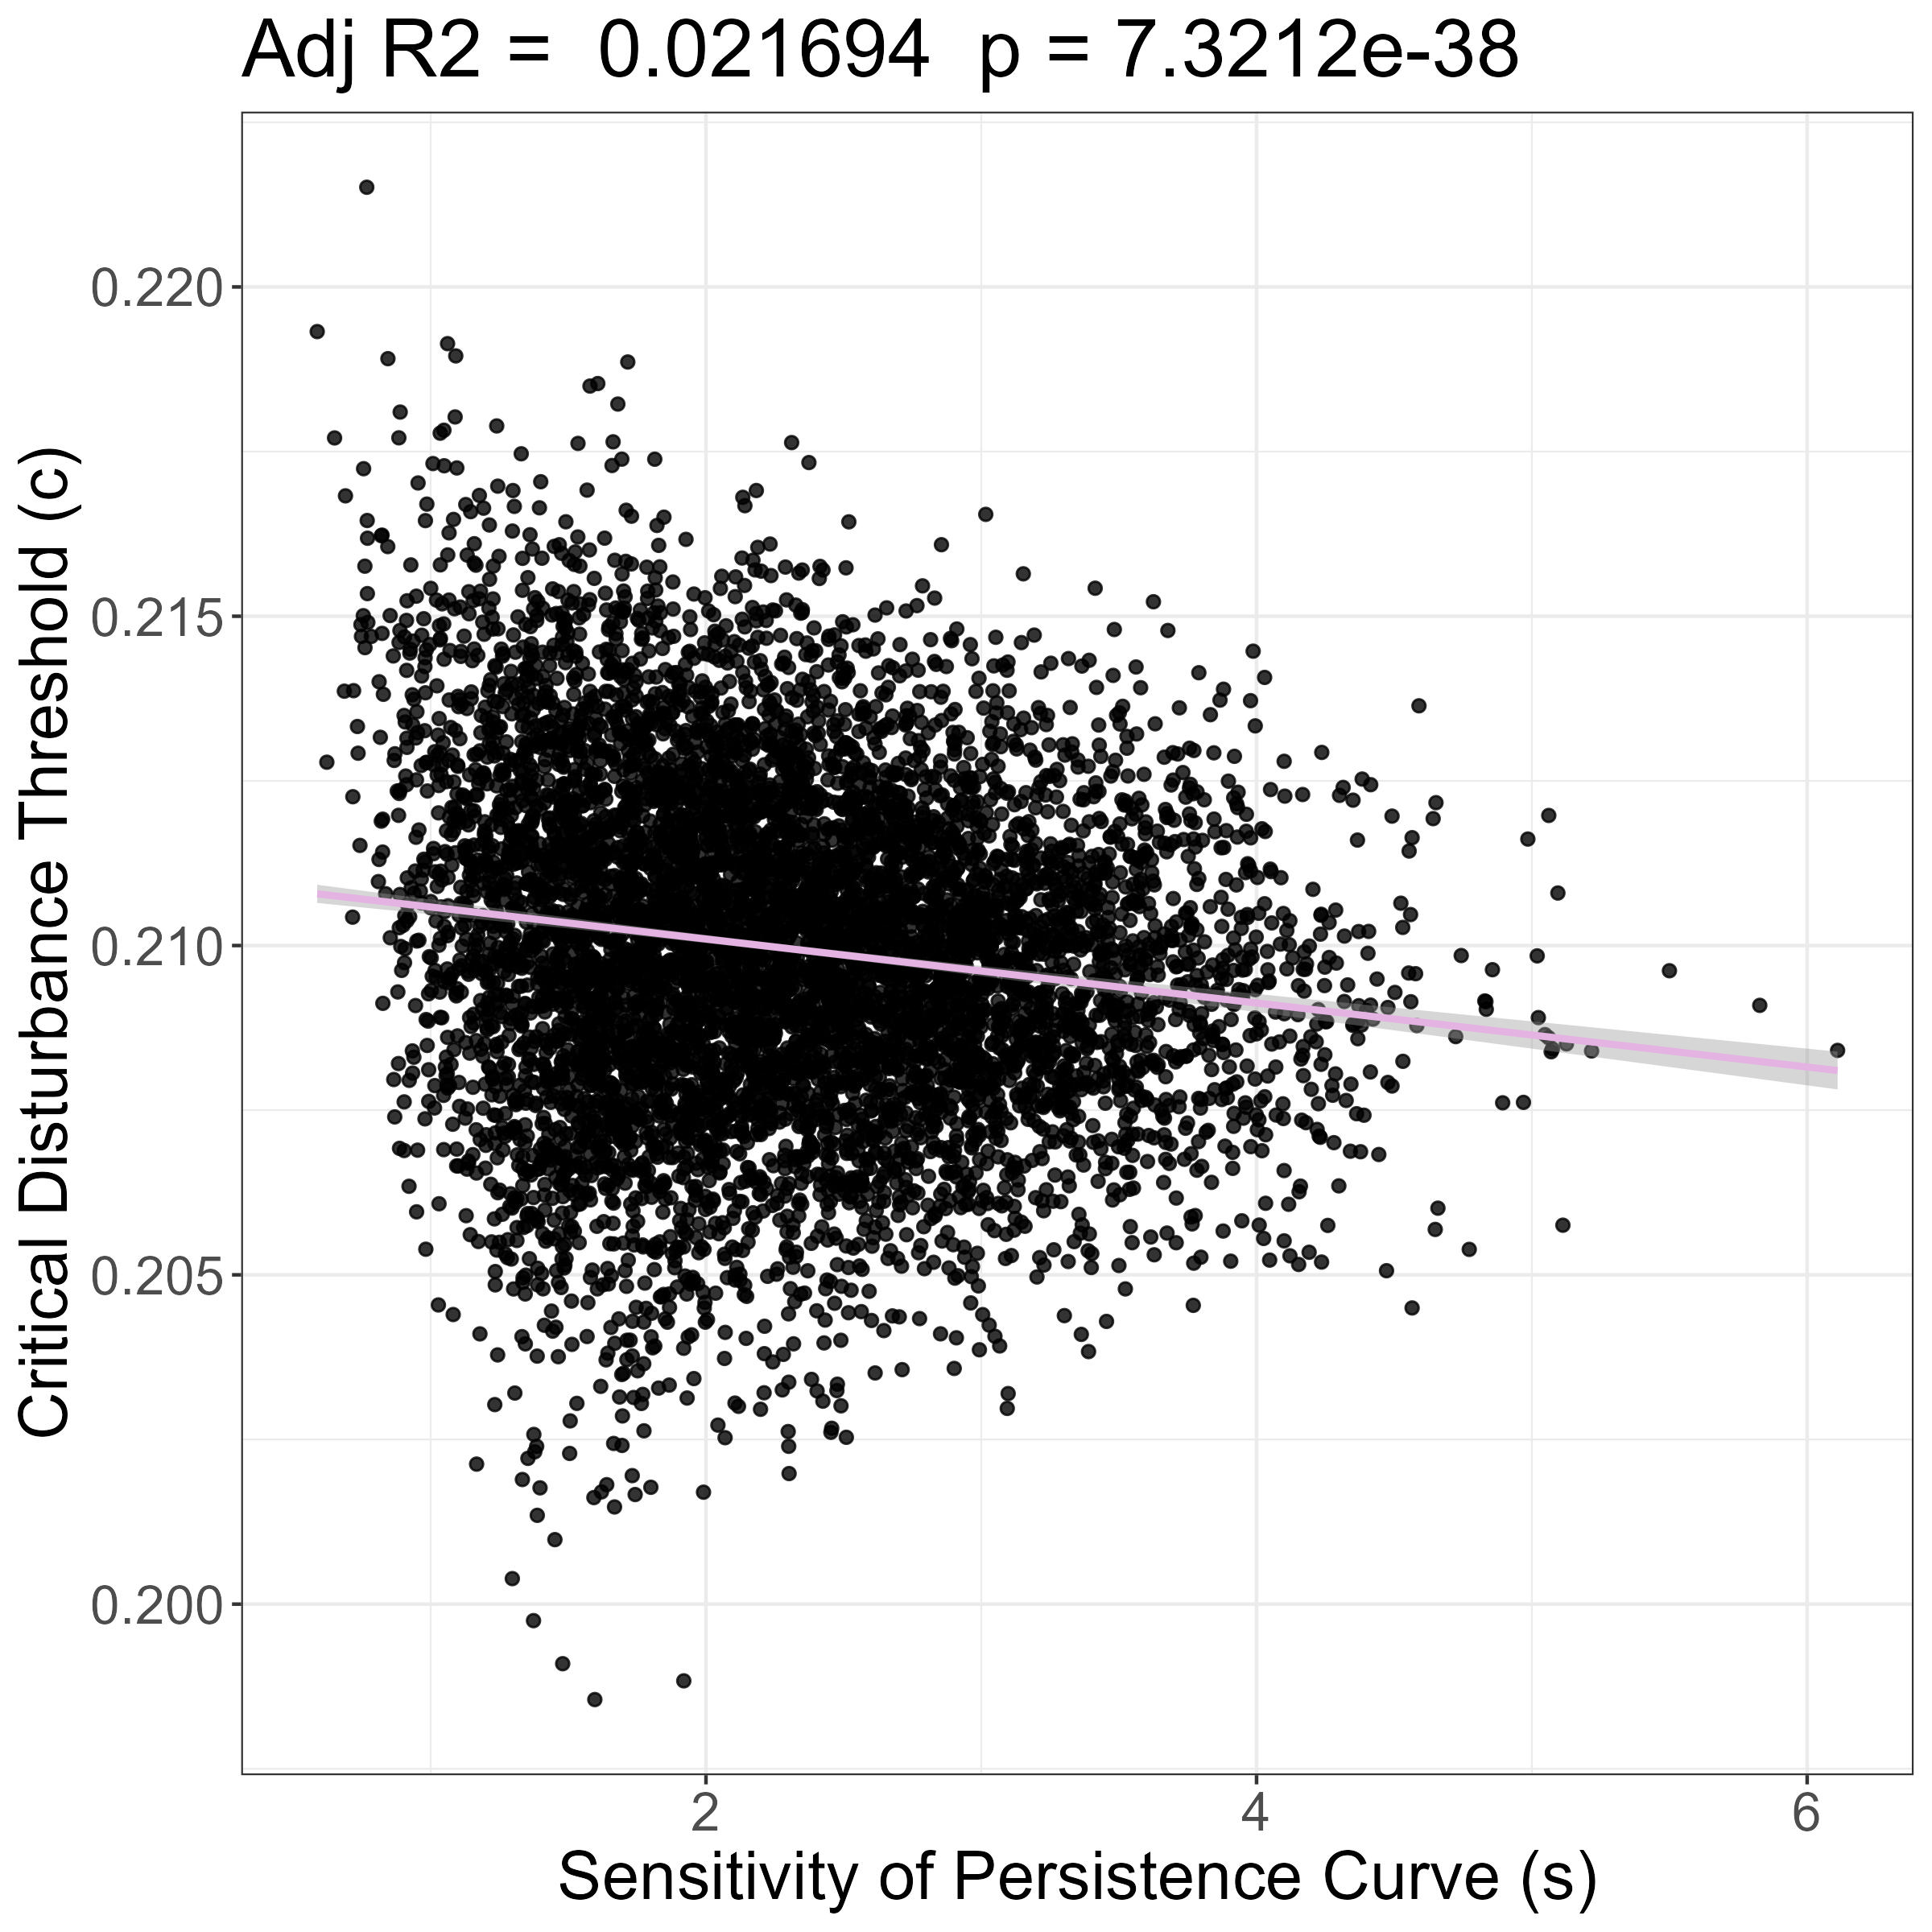 Adj R2 =  0.021694  p = 7.3212e-38
Critical Disturbance Threshold (c)
0.220
0.215
0.210
0.205
0.200
2
4
6
Sensitivity of Persistence Curve (s)